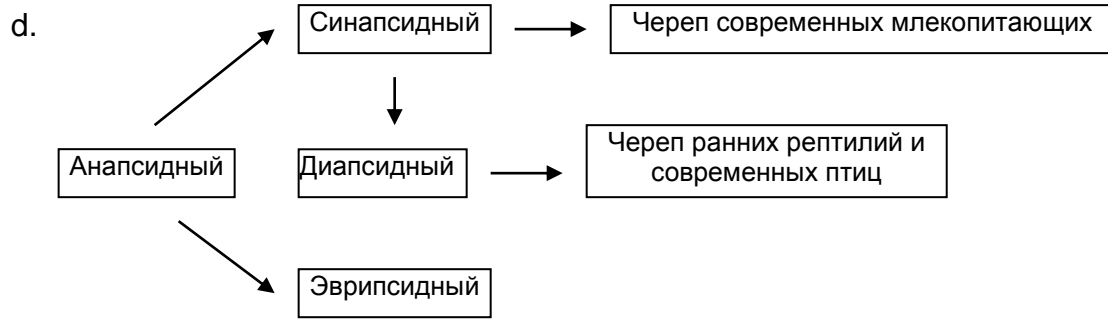 d.
Синапсидный
Череп современных млекопитающих
Анапсидный
Диапсидный
Череп ранних рептилий и
современных птиц
Эврипсидный